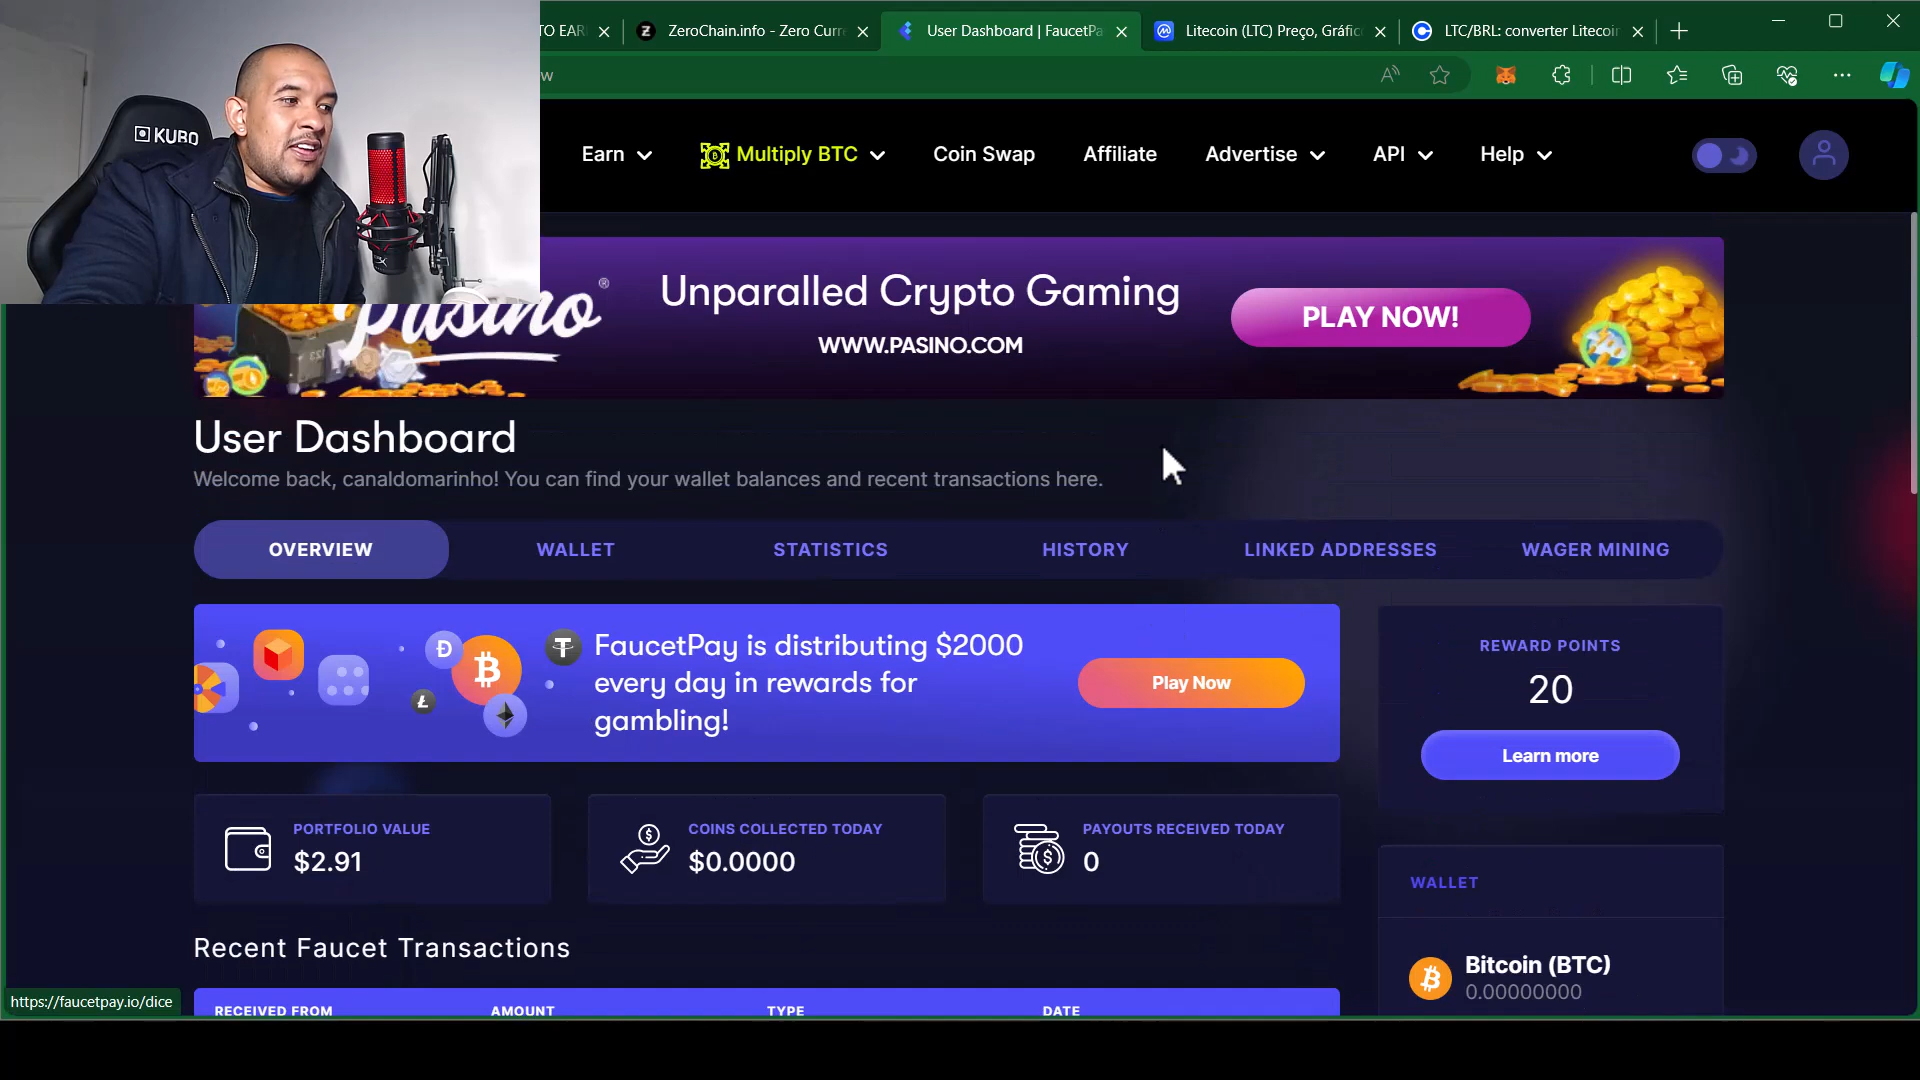 TO EAR
ZeroChain.info - Zero Curre
User Dashboard | FaucetPa
Litecoin (LTC) Preço, Gráfic
LTC/BRL: converter Litecoin
w
KUBO
Earn
Multiply BTC
Coin Swap
Affiliate
Advertise
API
Help
Pasino®
Unparalled Crypto Gaming
WWW.PASINO.COM
PLAY NOW!
User Dashboard
Welcome back, canaldomarinho! You can find your wallet balances and recent transactions here.
OVERVIEW
WALLET
STATISTICS
HISTORY
LINKED ADDRESSES
WAGER MINING
FaucetPay is distributing $2000
every day in rewards for
gambling!
Play Now
REWARD POINTS
20
Learn more
PORTFOLIO VALUE
$2.91
COINS COLLECTED TODAY
$0.0000
PAYOUTS RECEIVED TODAY
0
WALLET
Bitcoin (BTC)
0.00000000
Recent Faucet Transactions
RECEIVED FROM
AMOUNT
TYPE
DATE
https://faucetpay.io/dice